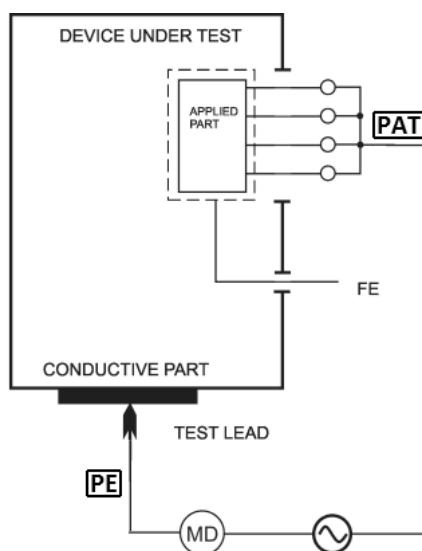 DEVICE UNDER TEST
APPLIED
PART
PAT
FE
CONDUCTIVE PART
TEST LEAD
PE
MD